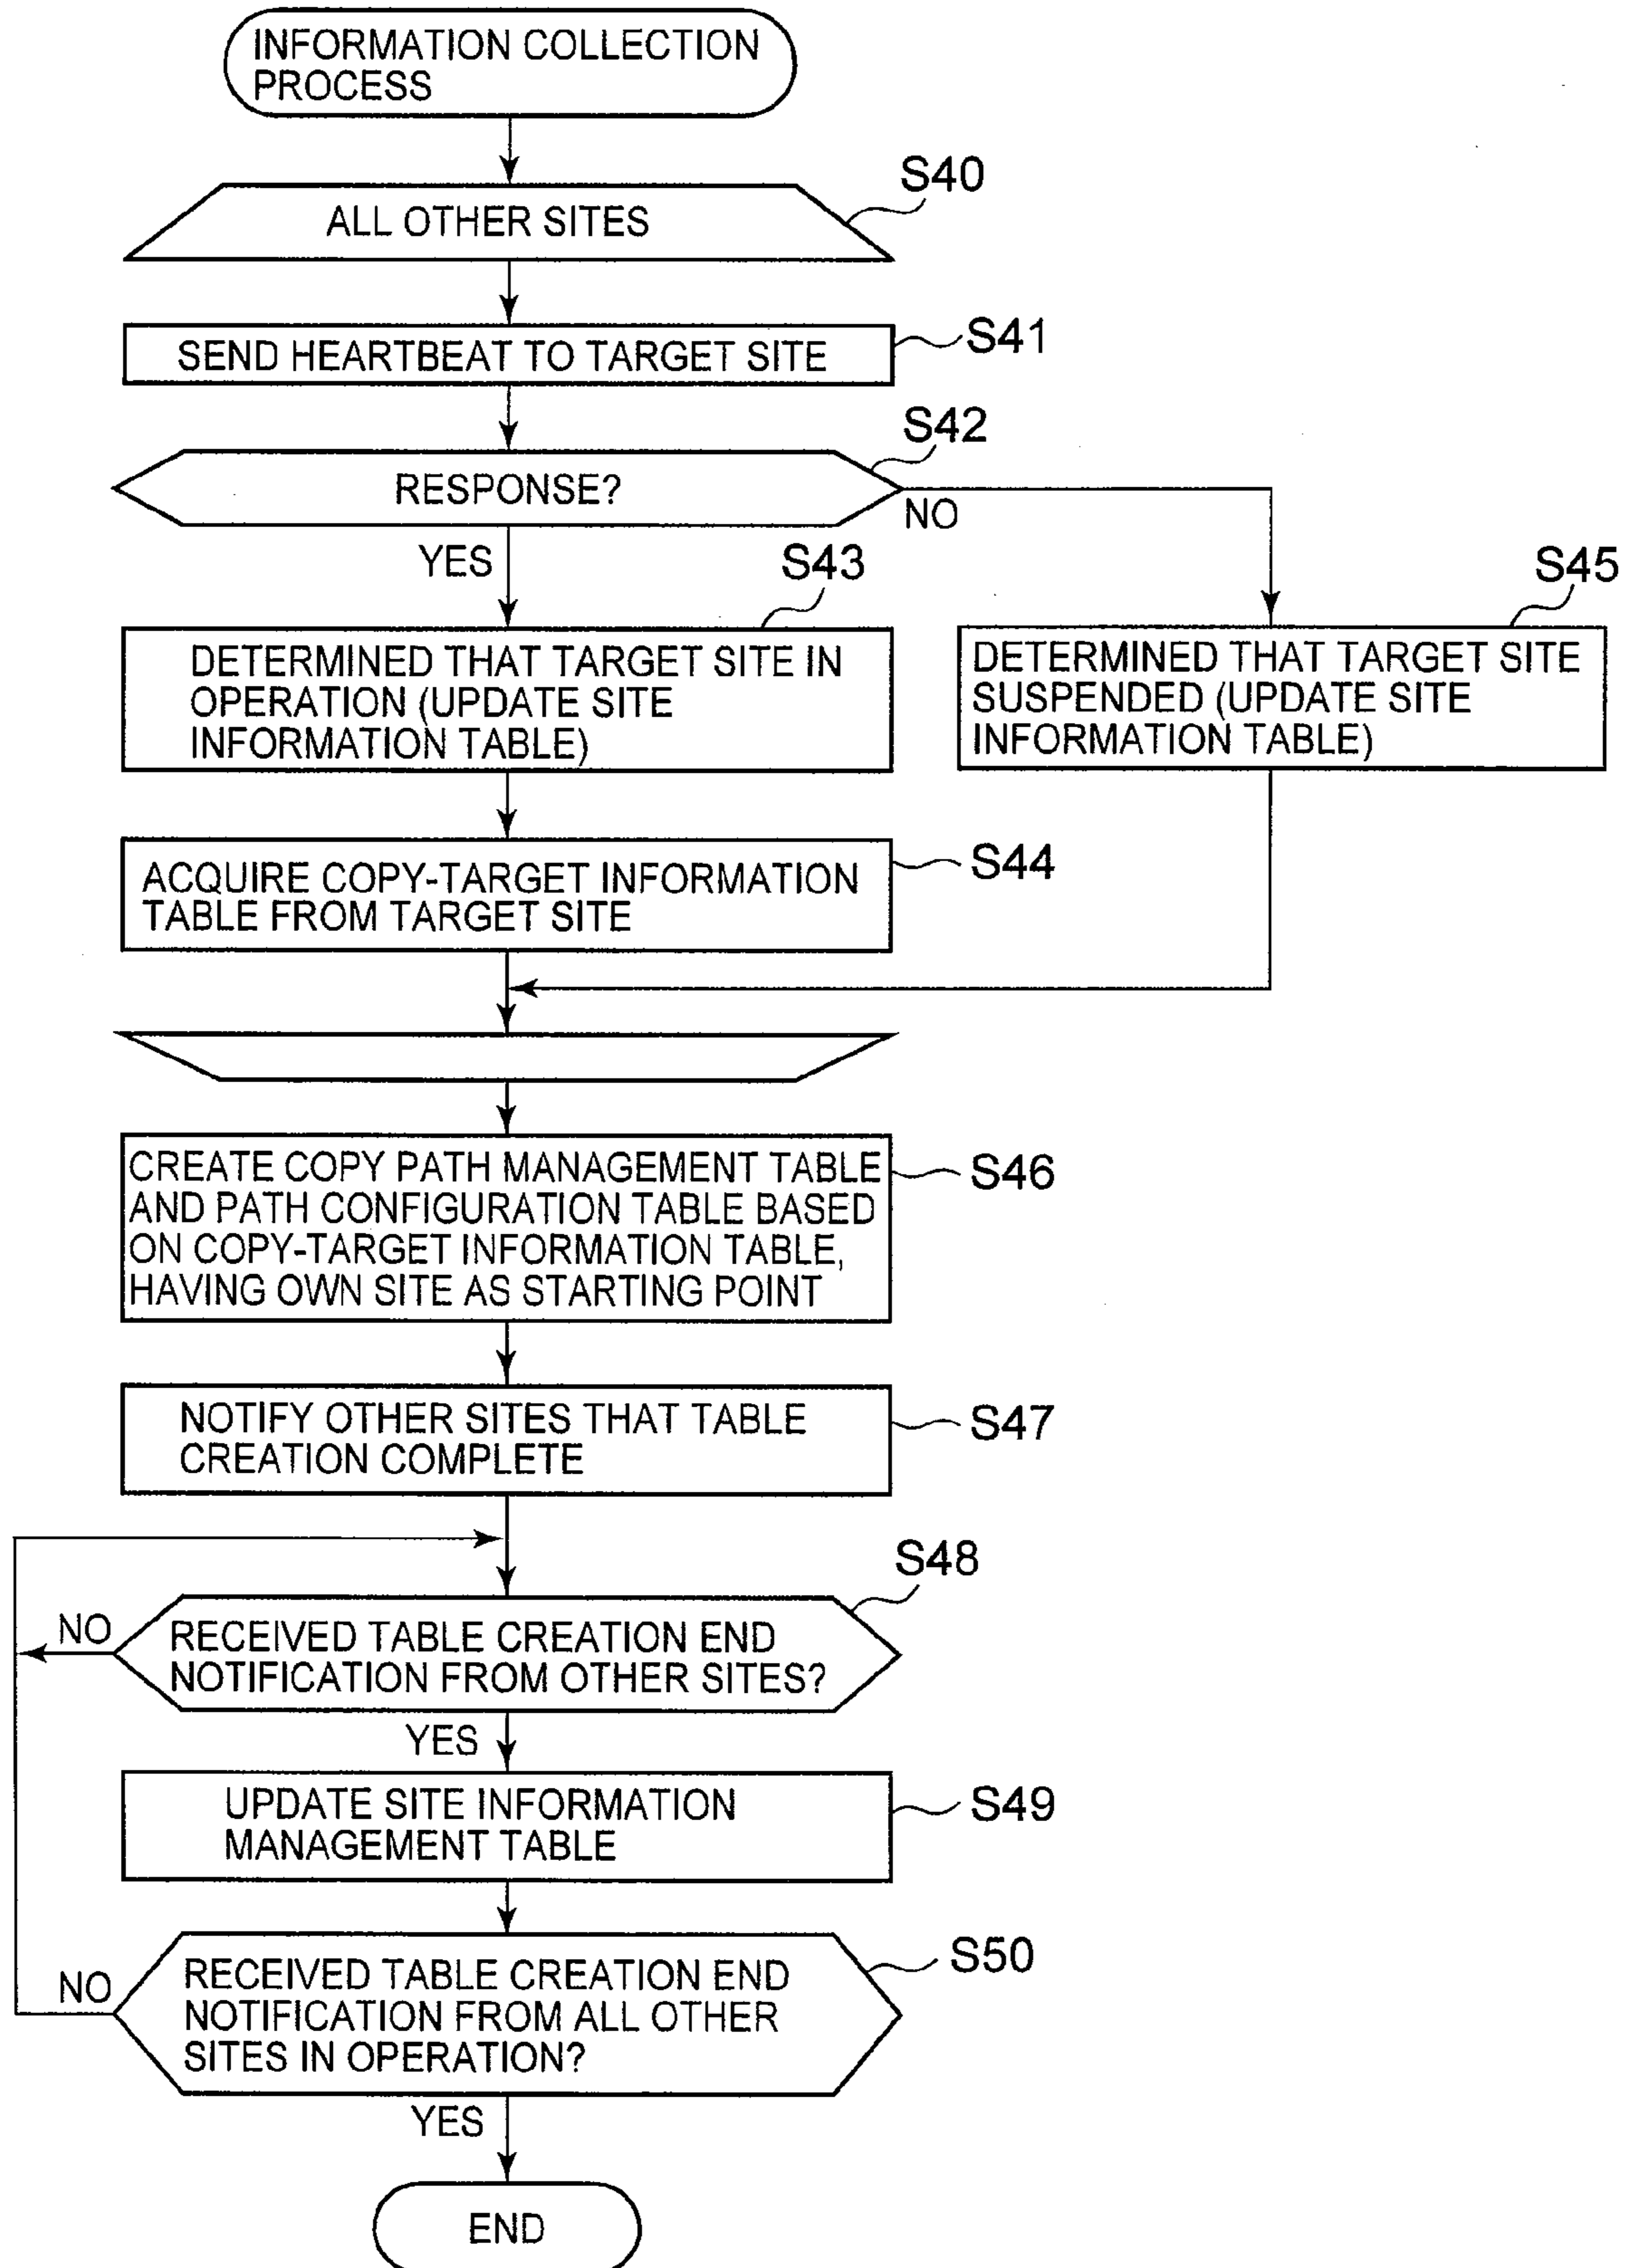 INFORMATION COLLECTION
PROCESS
S40
ALL OTHER SITES
S41
SEND HEARTBEAT TO TARGET SITE
S42
RESPONSE?
NO
YES
S43
S45
DETERMINED THAT TARGET SITE IN
OPERATION (UPDATE SITE
INFORMATION TABLE)
DETERMINED THAT TARGET SITE
SUSPENDED (UPDATE SITE
INFORMATION TABLE)
S44
ACQUIRE COPY-TARGET INFORMATION
TABLE FROM TARGET SITE
CREATE COPY PATH MANAGEMENT TABLE
AND PATH CONFIGURATION TABLE BASED
ON COPY-TARGET INFORMATION TABLE,
HAVING OWN SITE AS STARTING POINT
S46
NOTIFY OTHER SITES THAT TABLE
CREATION COMPLETE
S47
S48
NO
RECEIVED TABLE CREATION END
NOTIFICATION FROM OTHER SITES?
YES
UPDATE SITE INFORMATION
MANAGEMENT TABLE
S49
S50
NO
RECEIVED TABLE CREATION END
NOTIFICATION FROM ALL OTHER
SITES IN OPERATION?
YES
END